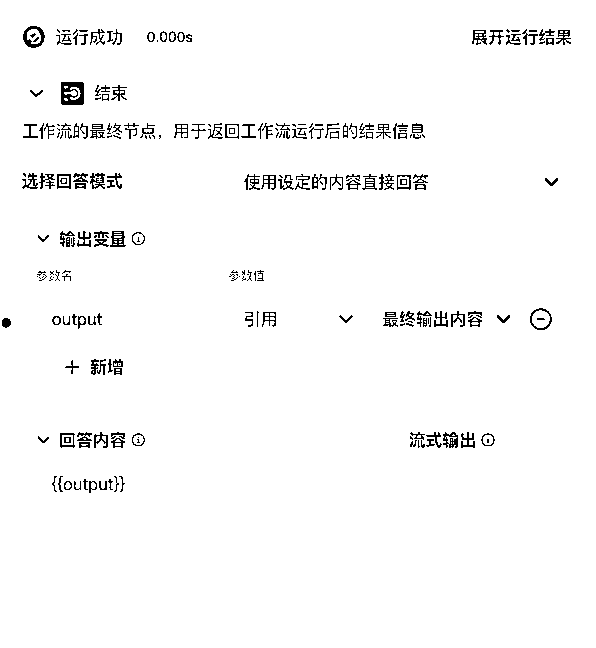 运行成功 0.000s 展开运行结果
结束
工作流的最终节点，用于返回工作流运行后的结果信息
选择回答模式 使用设定的内容直接回答
输出变量
参数名 参数值
output 引用 最终输出内容
新增
回答内容 流式输出
{{output}}